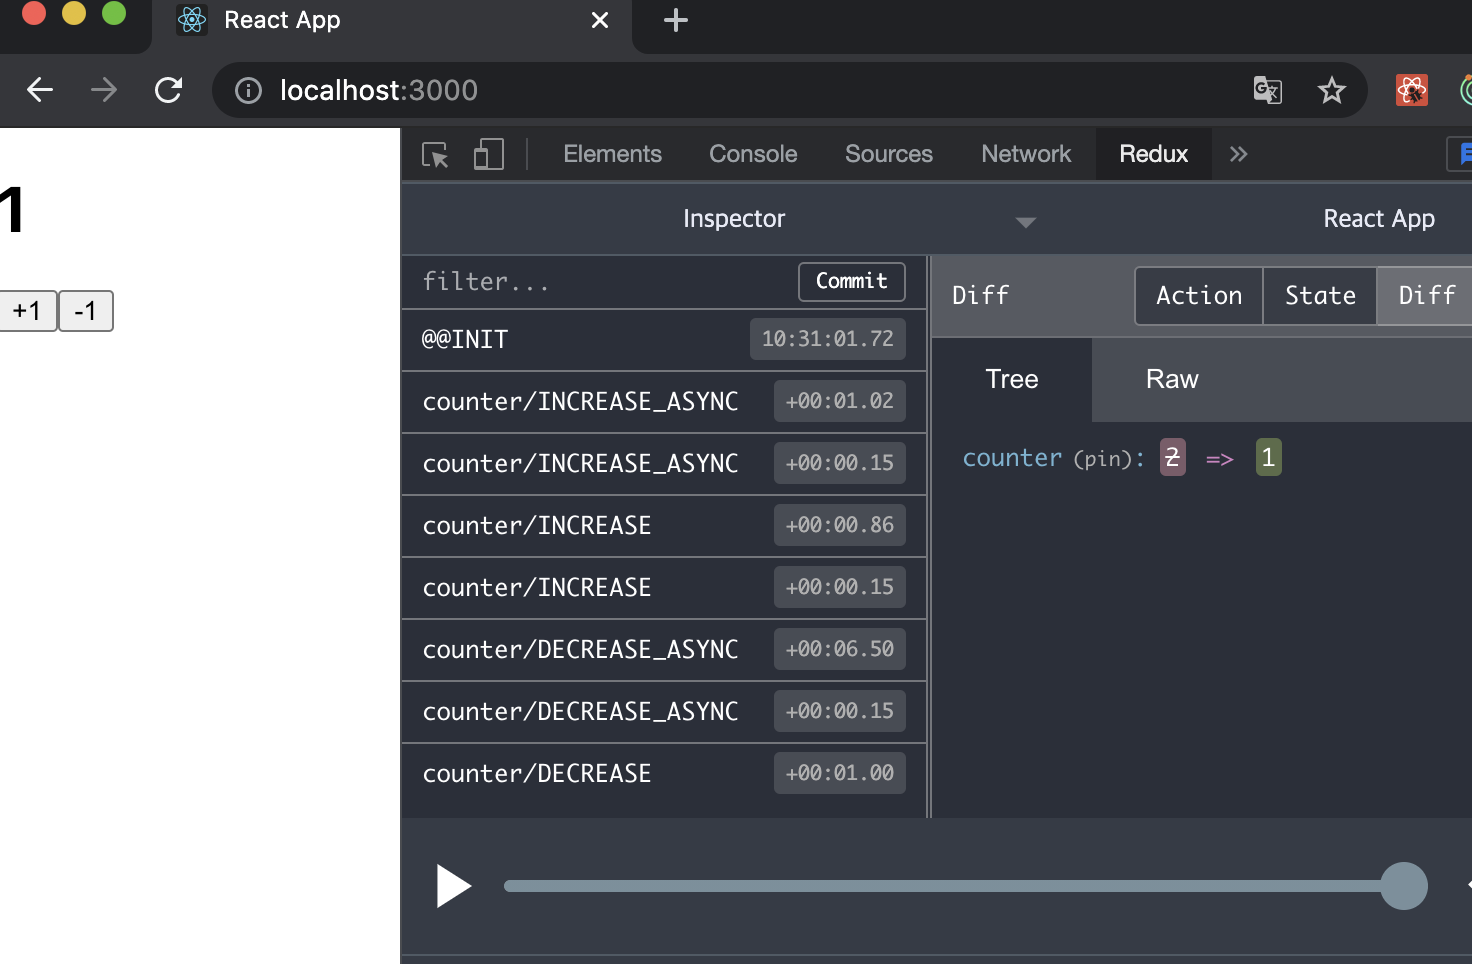 React App
localhost:3000
Elements Console Sources Network Redux
1
Inspector React App
+1 -1
filter... Commit
@@INIT 10:31:01.72
counter/INCREASE_ASYNC +00:01.02
counter/INCREASE_ASYNC +00:00.15
counter/INCREASE +00:00.86
counter/INCREASE +00:00.15
counter/DECREASE_ASYNC +00:06.50
counter/DECREASE_ASYNC +00:00.15
counter/DECREASE +00:01.00
Diff Action State Diff
Tree Raw
counter (pin): 2 => 1